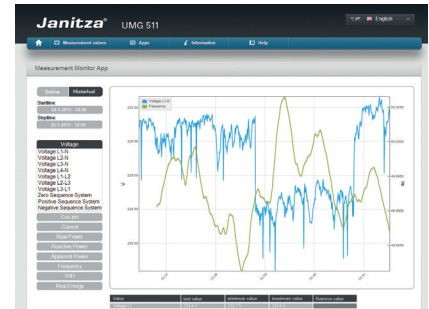 Janitza® UMG 511
English
Measurement values Apps Information Help
Measurement Monitor App
Online Historical
Starttime
Stoptime
Voltage
Voltage L1-N
Voltage L2-N
Voltage L3-N
Voltage L4-N
Voltage L1-L2
Voltage L2-L3
Voltage L3-L1
Zero Sequence System
Positive Sequence System
Negative Sequence System
Cos-phi
Current
Real Power
Reactive Power
Apparent Power
Frequency
THD
Real Energy
Voltage L1-N
Frequency
Value last value minimum value maximum value Remove value